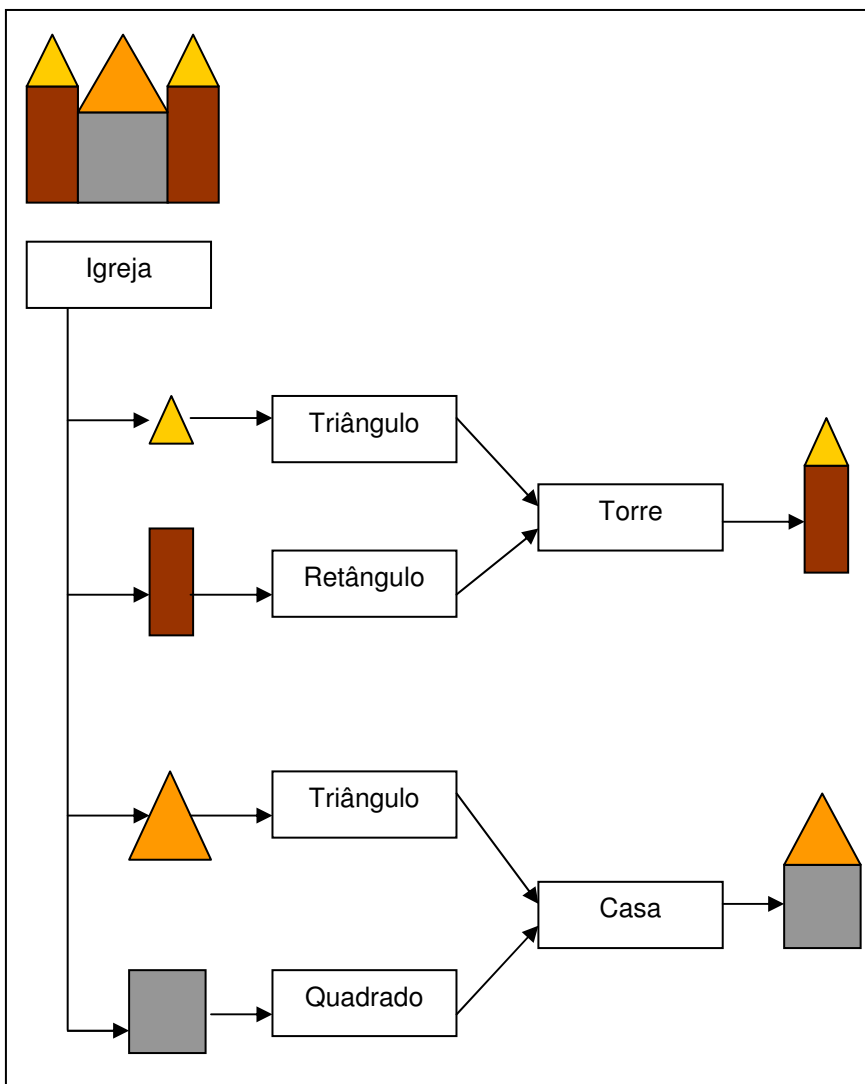 Igreja
Triângulo
Torre
Retângulo
Triângulo
Casa
Quadrado